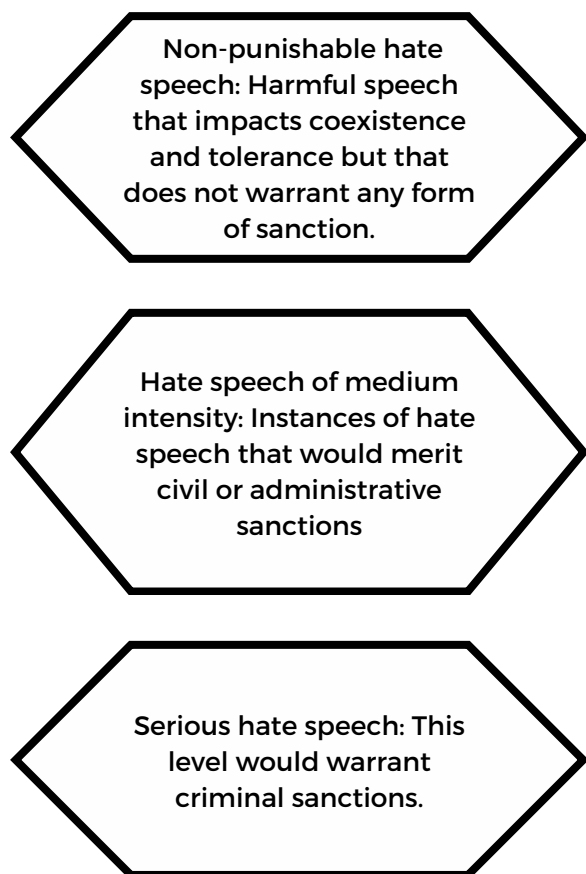 Non-punishable hate
speech: Harmful speech
that impacts coexistence
and tolerance but that
does not warrant any form
of sanction.
Hate speech of medium
intensity: Instances of hate
speech that would merit
civil or administrative
sanctions
Serious hate speech: This
level would warrant
criminal sanctions.